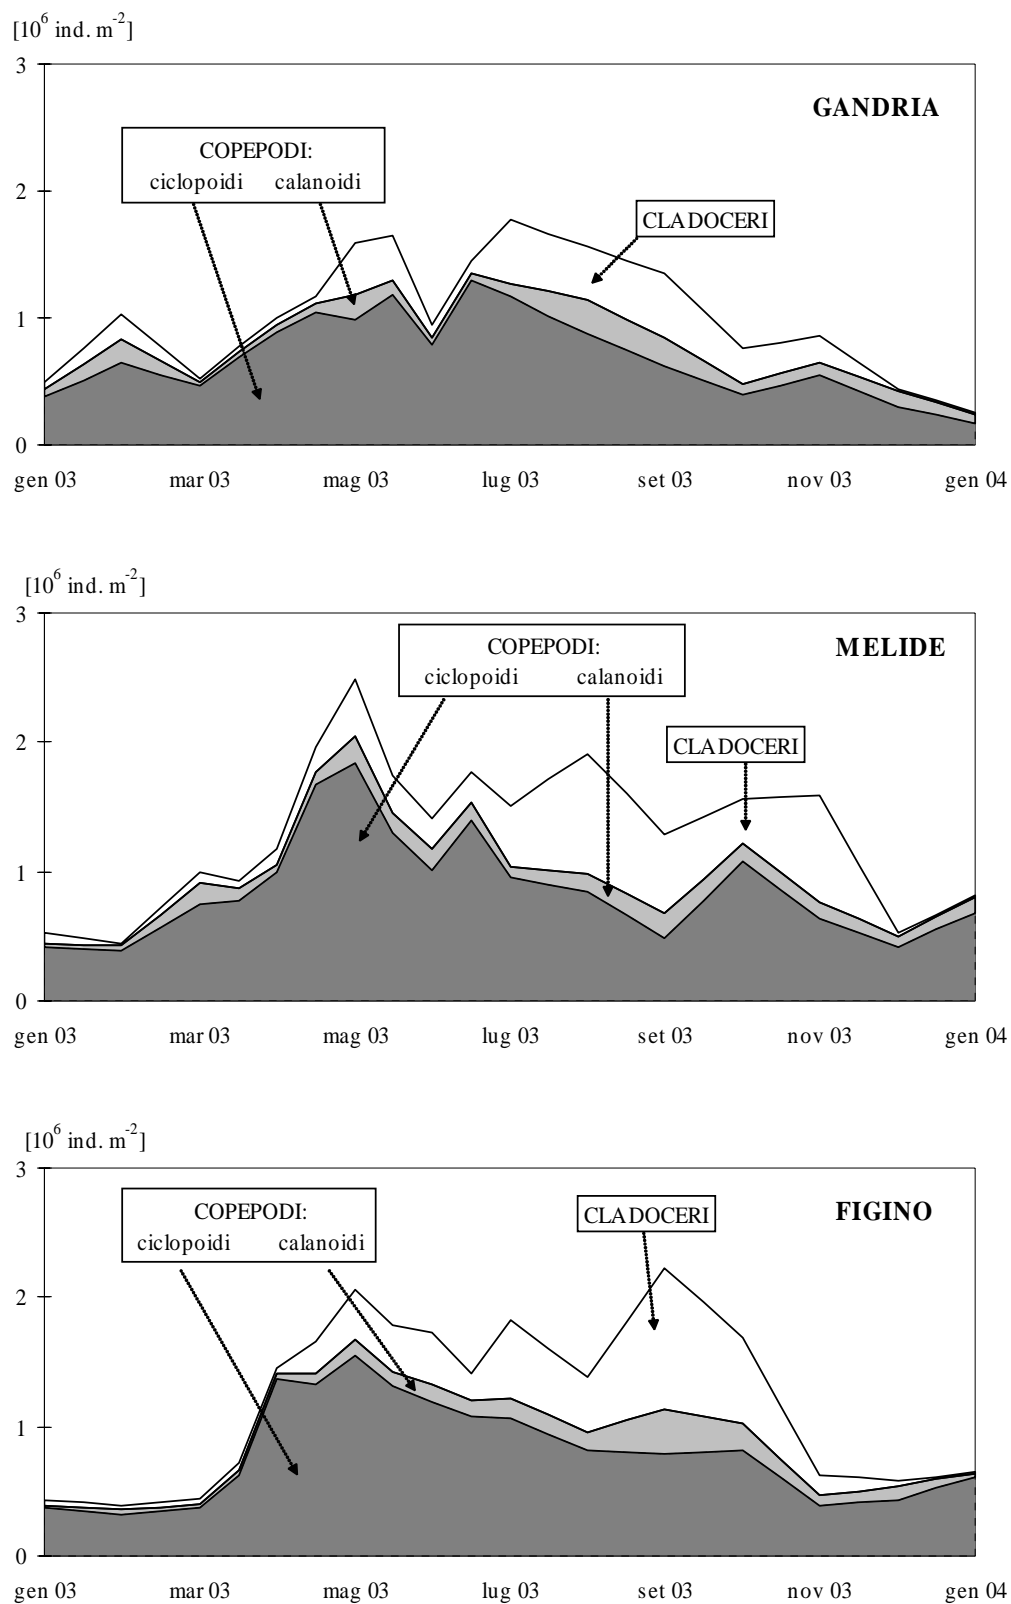 [10⁶ ind. m⁻²]
3
GANDRIA
COPEPODI:
ciclopoidi calanoidi
2
CLADOCERI
1
0
gen 03 mar 03 mag 03 lug 03 set 03 nov 03 gen 04
[10⁶ ind. m⁻²]
3
COPEPODI:
MELIDE
ciclopoidi calanoidi
2
CLADOCERI
1
0
gen 03 mar 03 mag 03 lug 03 set 03 nov 03 gen 04
[10⁶ ind. m⁻²]
3
COPEPODI:
CLADOCERI
FIGINO
ciclopoidi calanoidi
2
1
0
gen 03 mar 03 mag 03 lug 03 set 03 nov 03 gen 04